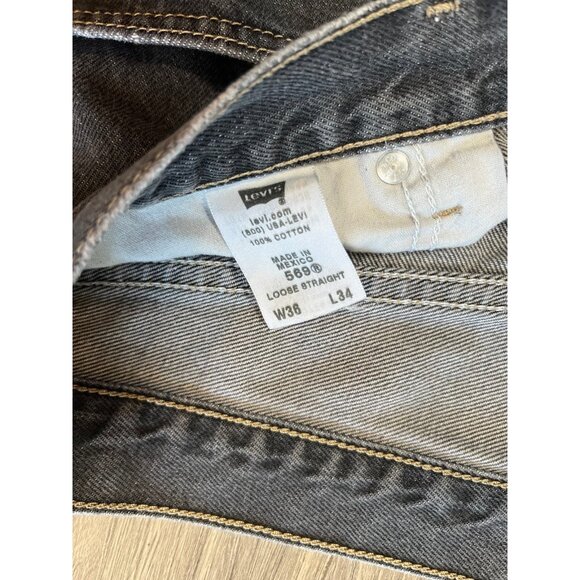 Levi's
levi.com
(800) USA-LEVI
100% COTTON
MADE IN
MEXICO
569®
LOOSE STRAIGHT
W36 L34